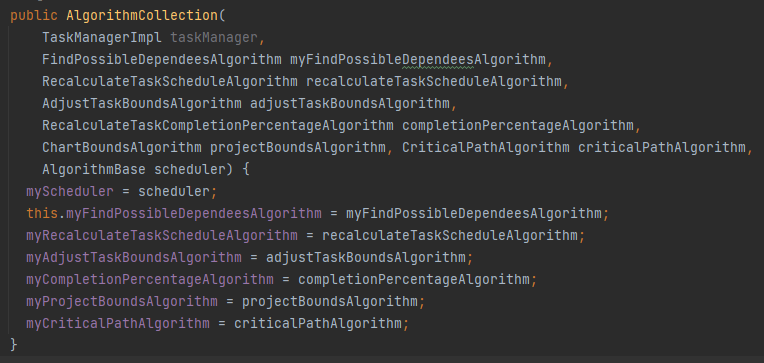 public AlgorithmCollection(
TaskManagerImpl taskManager,
FindPossibleDependeesAlgorithm myFindPossibleDependeesAlgorithm,
RecalculateTaskScheduleAlgorithm recalculateTaskScheduleAlgorithm,
AdjustTaskBoundsAlgorithm adjustTaskBoundsAlgorithm,
RecalculateTaskCompletionPercentageAlgorithm completionPercentageAlgorithm,
ChartBoundsAlgorithm projectBoundsAlgorithm, CriticalPathAlgorithm criticalPathAlgorithm,
AlgorithmBase scheduler) {
myScheduler = scheduler;
this.myFindPossibleDependeesAlgorithm = myFindPossibleDependeesAlgorithm;
myRecalculateTaskScheduleAlgorithm = recalculateTaskScheduleAlgorithm;
myAdjustTaskBoundsAlgorithm = adjustTaskBoundsAlgorithm;
myCompletionPercentageAlgorithm = completionPercentageAlgorithm;
myProjectBoundsAlgorithm = projectBoundsAlgorithm;
myCriticalPathAlgorithm = criticalPathAlgorithm;
}